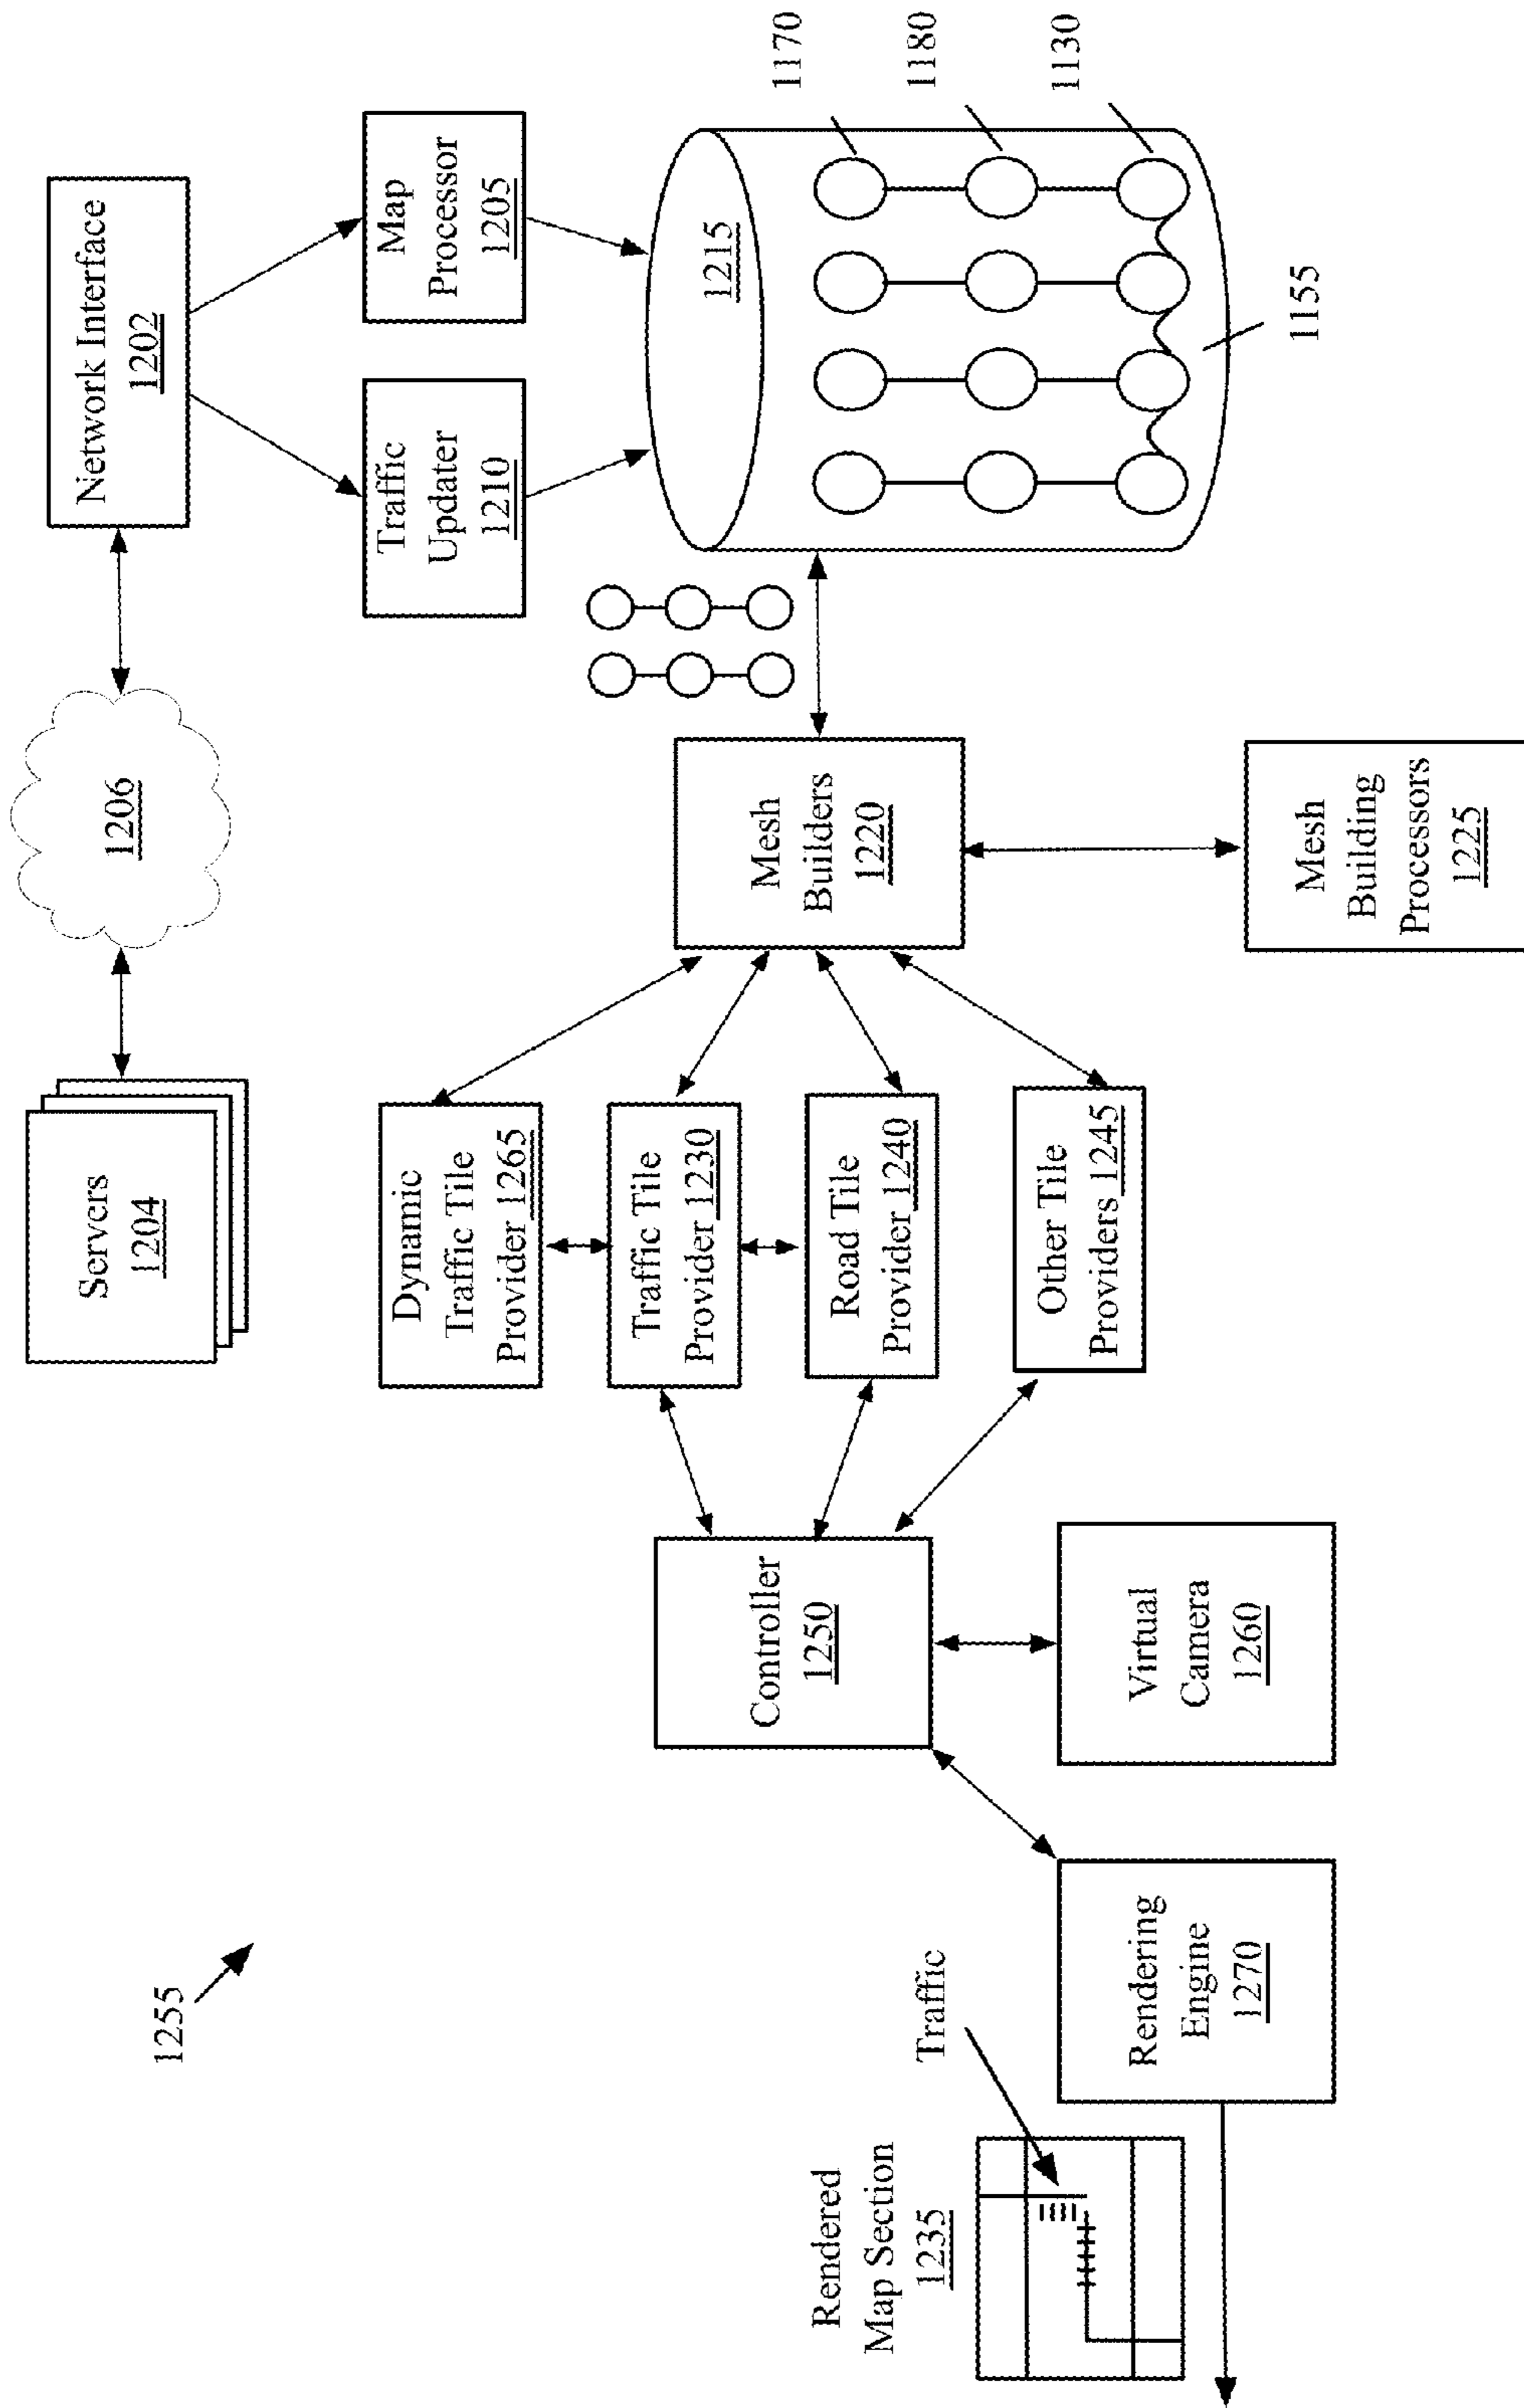 1255
Servers
1204
1206
Network Interface
1202
Traffic
Updater
1210
Map
Processor
1205
Dynamic
Traffic Tile
Provider 1265
Traffic Tile
Provider 1230
Road Tile
Provider 1240
Other Tile
Providers 1245
Controller
1250
Mesh
Builders
1220
1215
1170
1180
1130
1155
Rendered
Map Section
1235
Traffic
Rendering
Engine
1270
Virtual
Camera
1260
Mesh
Building
Processors
1225